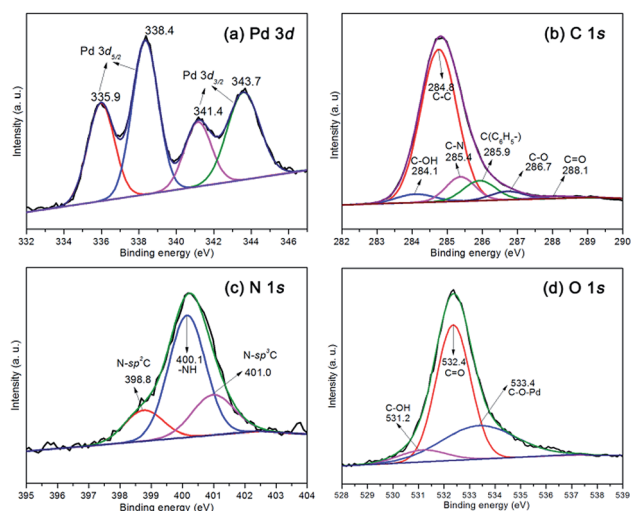 (a) Pd 3d
338.4
Pd 3d5/2
Pd 3d3/2
343.7
335.9
341.4
Intensity (a. u.)
332 334 336 338 340 342 344 346
Binding energy (eV)
(b) C 1s
284.8
C-C
C(C6H5-)
C-N
285.9
C-OH
285.4
C-O
C=O
284.1
286.7
288.1
Intensity (a. u.)
282 283 284 285 286 287 288 289 290
Binding energy (eV)
(c) N 1s
N-sp2C
398.8
400.1
-NH
N-sp3C
401.0
Intensity (a. u.)
395 396 397 398 399 400 401 402 403 404
Binding energy (eV)
(d) O 1s
532.4
C=O
533.4
C-O-Pd
C-OH
531.2
Intensity (a. u.)
528 529 530 531 532 533 534 535 536 537 538 539
Binding energy (eV)